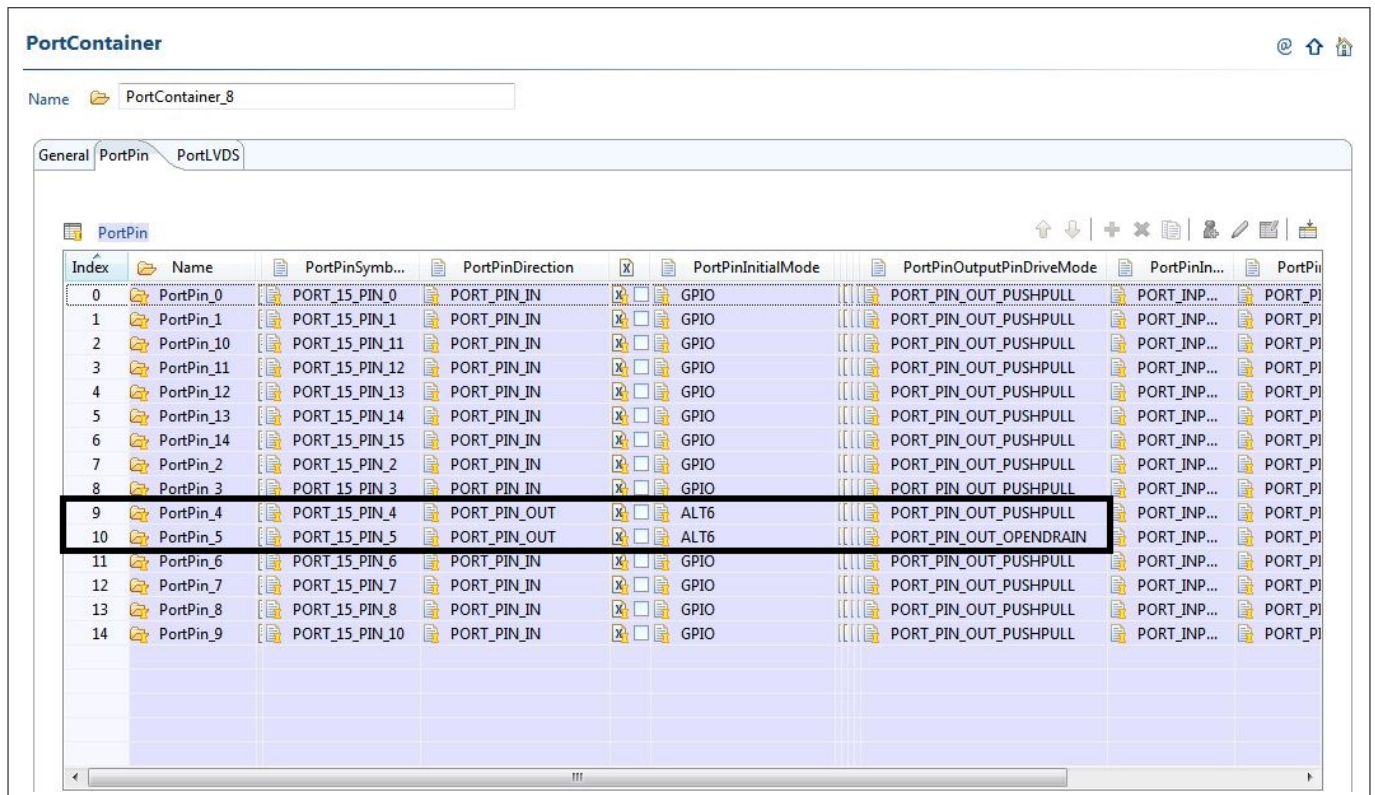 PortContainer
Name PortContainer_8
General PortPin PortLVDS
PortPin
Index Name PortPinSymb... PortPinDirection X PortPinInitialMode PortPinOutputPinDriveMode PortPinIn... PortPin
0 PortPin_0 PORT_15_PIN_0 PORT_PIN_IN GPIO PORT_PIN_OUT_PUSHPULL PORT_INP... PORT_PI
1 PortPin_1 PORT_15_PIN_1 PORT_PIN_IN GPIO PORT_PIN_OUT_PUSHPULL PORT_INP... PORT_PI
2 PortPin_10 PORT_15_PIN_11 PORT_PIN_IN GPIO PORT_PIN_OUT_PUSHPULL PORT_INP... PORT_PI
3 PortPin_11 PORT_15_PIN_12 PORT_PIN_IN GPIO PORT_PIN_OUT_PUSHPULL PORT_INP... PORT_PI
4 PortPin_12 PORT_15_PIN_13 PORT_PIN_IN GPIO PORT_PIN_OUT_PUSHPULL PORT_INP... PORT_PI
5 PortPin_13 PORT_15_PIN_14 PORT_PIN_IN GPIO PORT_PIN_OUT_PUSHPULL PORT_INP... PORT_PI
6 PortPin_14 PORT_15_PIN_15 PORT_PIN_IN GPIO PORT_PIN_OUT_PUSHPULL PORT_INP... PORT_PI
7 PortPin_2 PORT_15_PIN_2 PORT_PIN_IN GPIO PORT_PIN_OUT_PUSHPULL PORT_INP... PORT_PI
8 PortPin_3 PORT_15_PIN_3 PORT_PIN_IN GPIO PORT_PIN_OUT_PUSHPULL PORT_INP... PORT_PI
9 PortPin_4 PORT_15_PIN_4 PORT_PIN_OUT ALT6 PORT_PIN_OUT_PUSHPULL PORT_INP... PORT_PI
10 PortPin_5 PORT_15_PIN_5 PORT_PIN_OUT ALT6 PORT_PIN_OUT_OPENDRAIN PORT_INP... PORT_PI
11 PortPin_6 PORT_15_PIN_6 PORT_PIN_IN GPIO PORT_PIN_OUT_PUSHPULL PORT_INP... PORT_PI
12 PortPin_7 PORT_15_PIN_7 PORT_PIN_IN GPIO PORT_PIN_OUT_PUSHPULL PORT_INP... PORT_PI
13 PortPin_8 PORT_15_PIN_8 PORT_PIN_IN GPIO PORT_PIN_OUT_PUSHPULL PORT_INP... PORT_PI
14 PortPin_9 PORT_15_PIN_10 PORT_PIN_IN GPIO PORT_PIN_OUT_PUSHPULL PORT_INP... PORT_PI